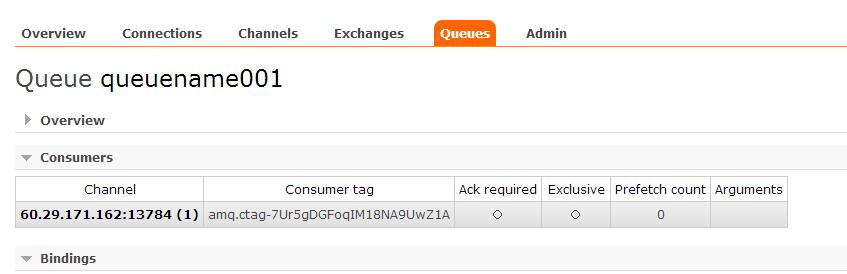 Overview Connections Channels Exchanges Queues Admin
Queue queuename001
Overview
Consumers
Channel Consumer tag Ack required Exclusive Prefetch count Arguments
60.29.171.162:13784 (1) amq.ctag-7Ur5gDGFoqIM18NA9UwZ1A ○ ○ 0
Bindings